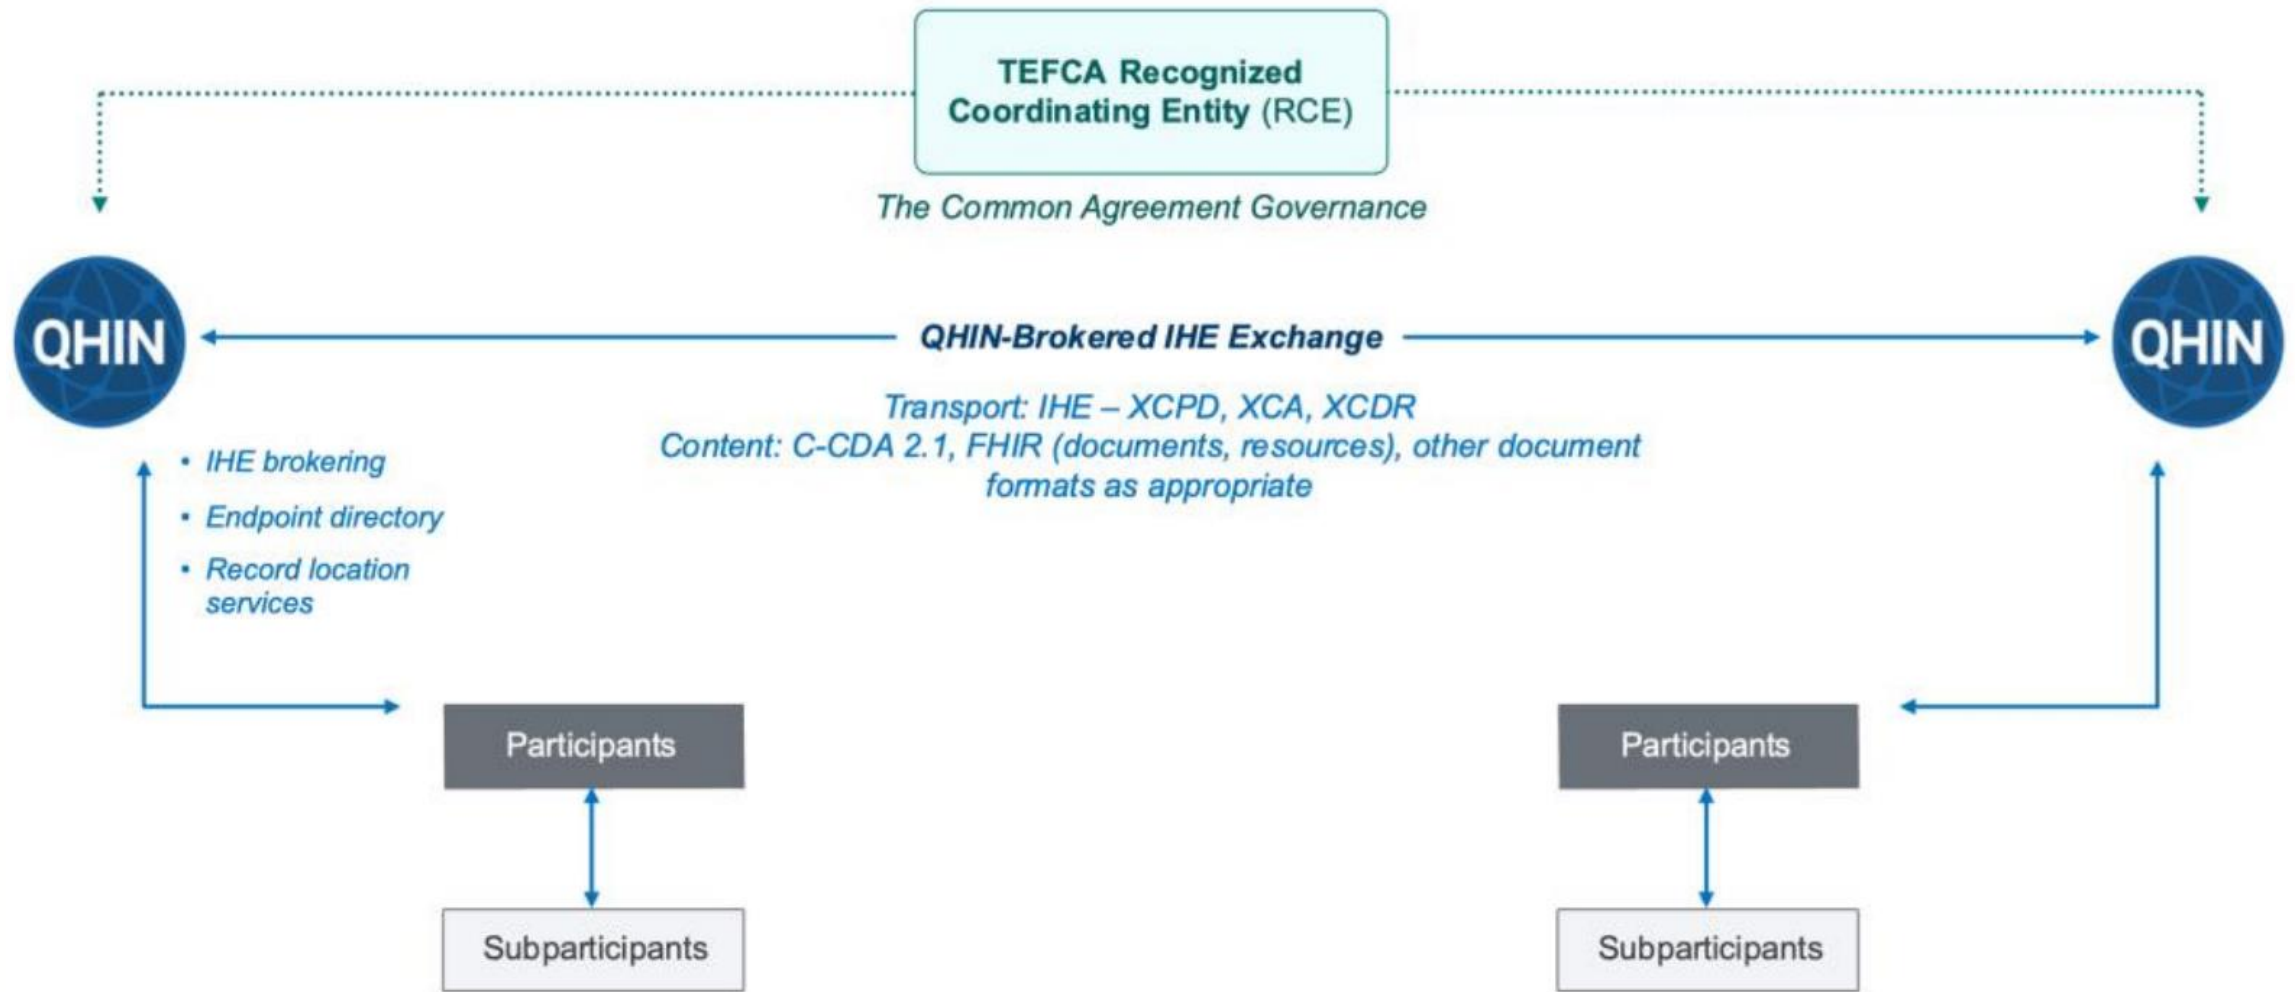 TEFCA Recognized
Coordinating Entity (RCE)
The Common Agreement Governance
QHIN
QHIN-Brokered IHE Exchange
QHIN
Transport: IHE – XCPD, XCA, XCDR
Content: C-CDA 2.1, FHIR (documents, resources), other document
formats as appropriate
• IHE brokering
• Endpoint directory
• Record location
services
Participants
Participants
Subparticipants
Subparticipants